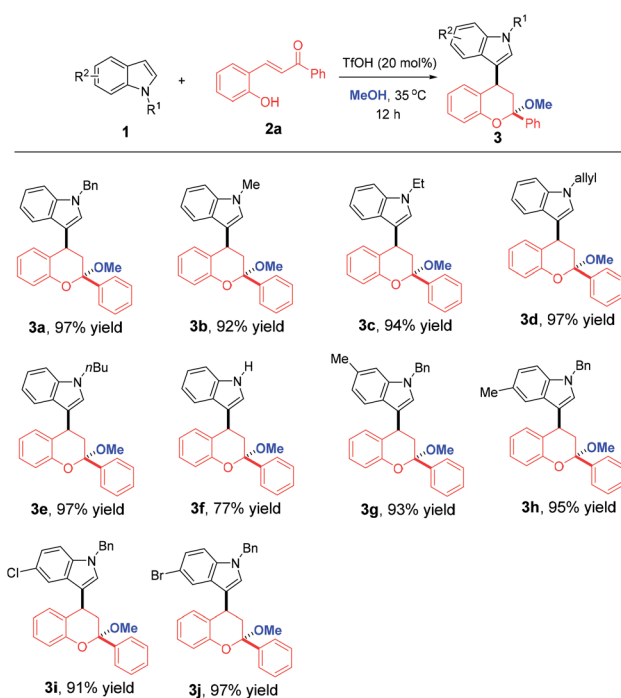 R² N R¹ 1 + O Ph OH 2a TfOH (20 mol%) MeOH, 35 °C 12 h R² N R¹ OMe O Ph 3
N Bn OMe O
3a, 97% yield
N Me OMe O
3b, 92% yield
N Et OMe O
3c, 94% yield
N allyl OMe O
3d, 97% yield
N nBu OMe O
3e, 97% yield
N H OMe O
3f, 77% yield
Me N Bn OMe O
3g, 93% yield
Me N Bn OMe O
3h, 95% yield
Cl N Bn OMe O
3i, 91% yield
Br N Bn OMe O
3j, 97% yield